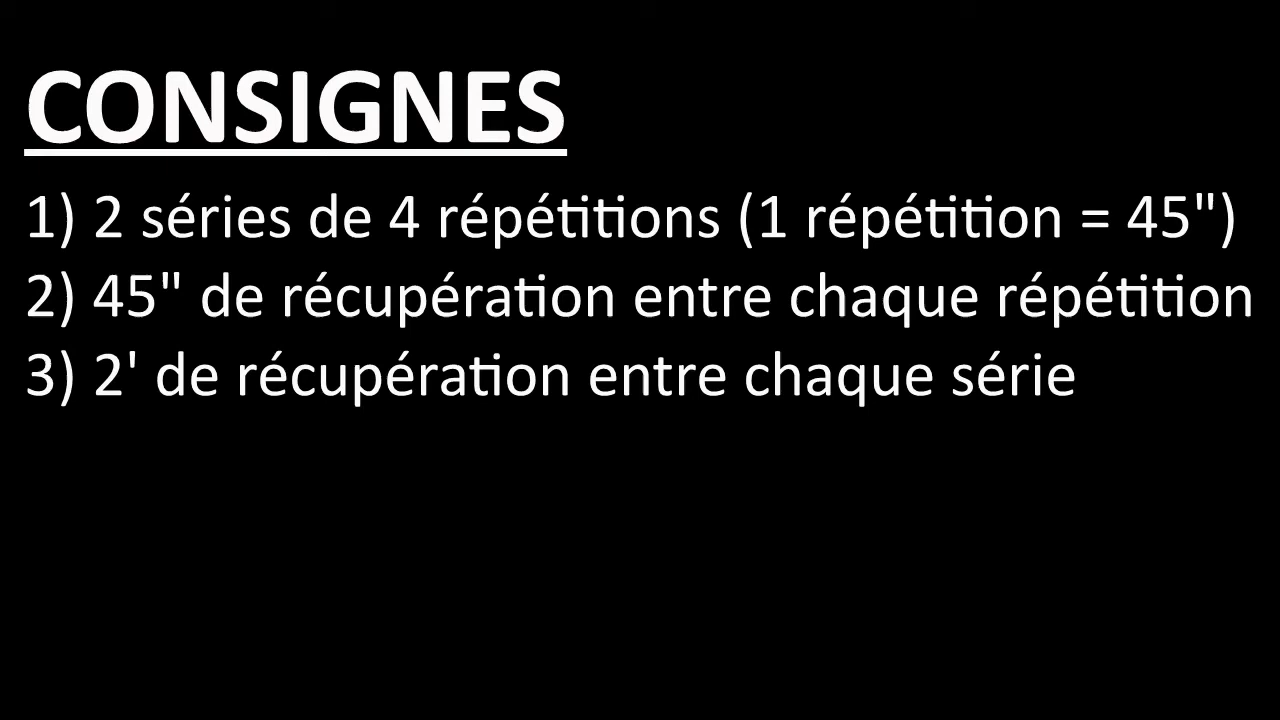 CONSIGNES
1) 2 séries de 4 répétitions (1 répétition = 45")
2) 45" de récupération entre chaque répétition
3) 2' de récupération entre chaque série